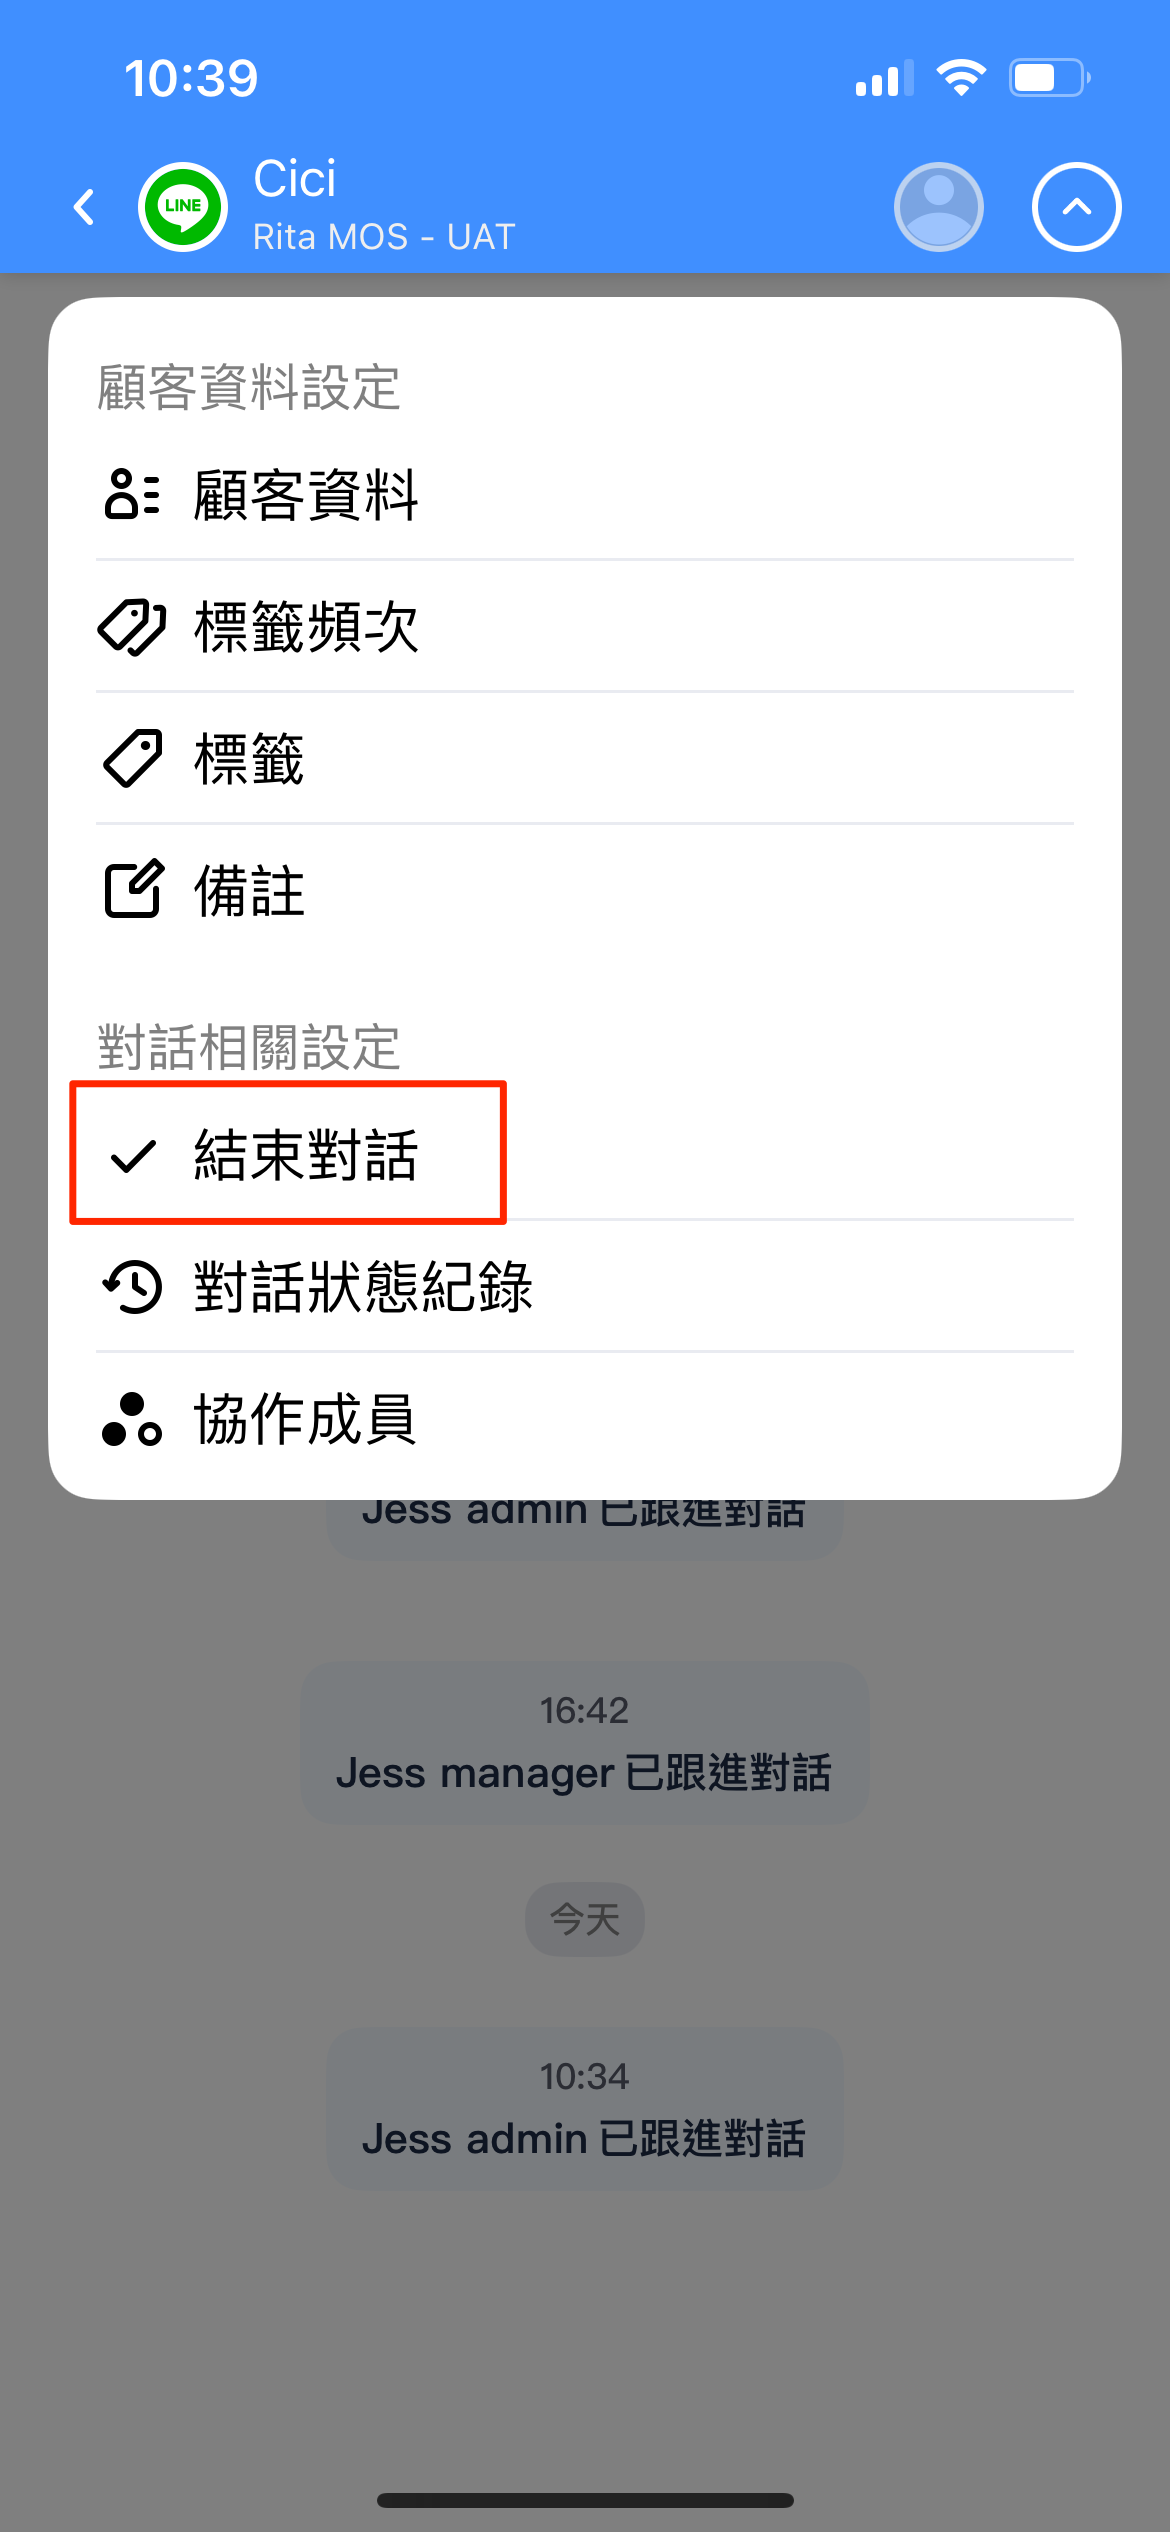 10:39
LINE
Cici
Rita MOS - UAT
顧客資料設定
顧客資料
標籤頻次
標籤
備註
對話相關設定
結束對話
對話狀態紀錄
協作成員
Jess admin 已跟進對話
16:42
Jess manager 已跟進對話
今天
10:34
Jess admin 已跟進對話